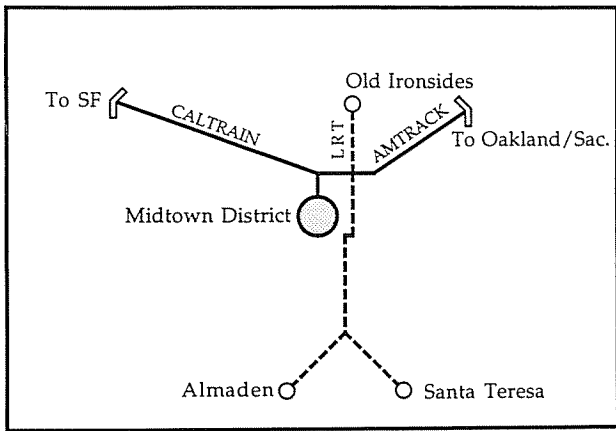 Old Ironsides
To SF
CALTRAIN
LRT
AMTRACK
To Oakland/Sac.
Midtown District
Almaden
Santa Teresa